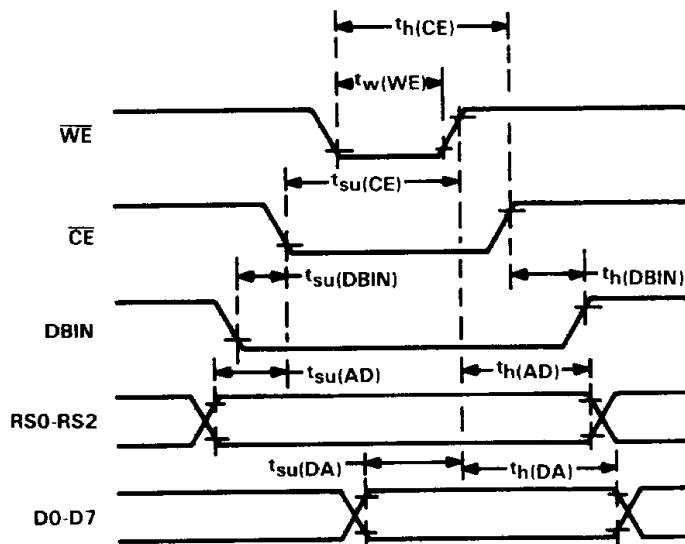 th(CE)
tw(WE)
WE
tsu(CE)
CE
tsu(DBIN)
th(DBIN)
DBIN
tsu(AD)
th(AD)
RS0-RS2
tsu(DA)
th(DA)
D0-D7